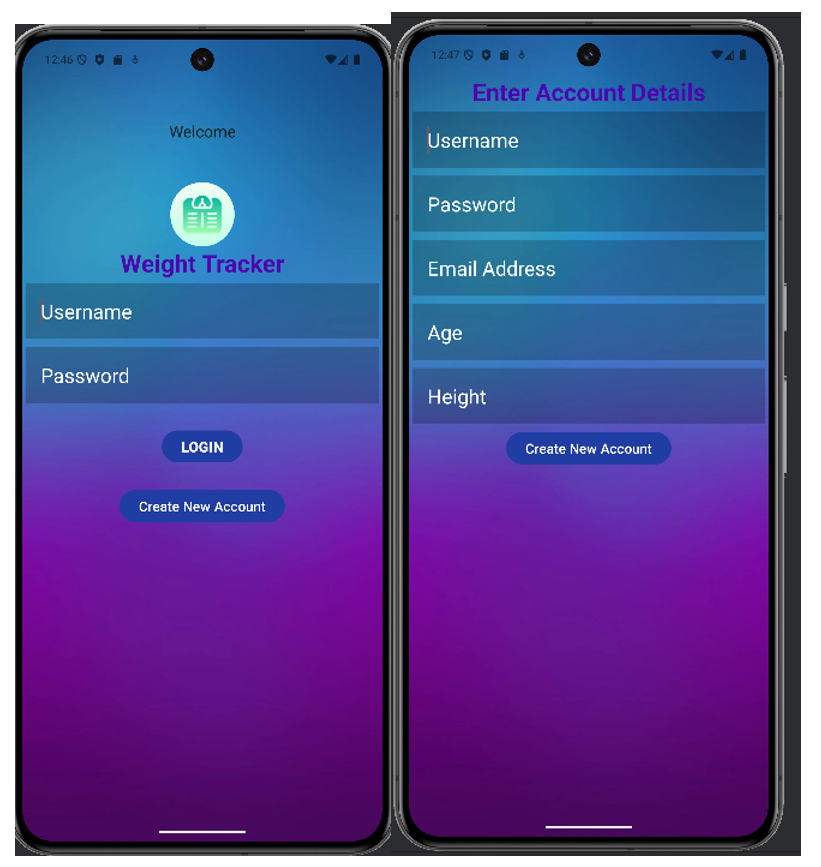 12:46
Welcome
Weight Tracker
Username
Password
LOGIN
Create New Account
12:47
Enter Account Details
Username
Password
Email Address
Age
Height
Create New Account